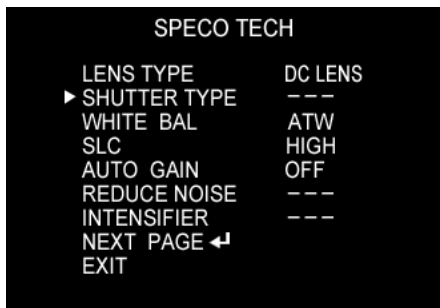 SPECO TECH
LENS TYPE DC LENS
▶ SHUTTER TYPE ---
WHITE BAL ATW
SLC HIGH
AUTO GAIN OFF
REDUCE NOISE ---
INTENSIFIER ---
NEXT PAGE ↵
EXIT